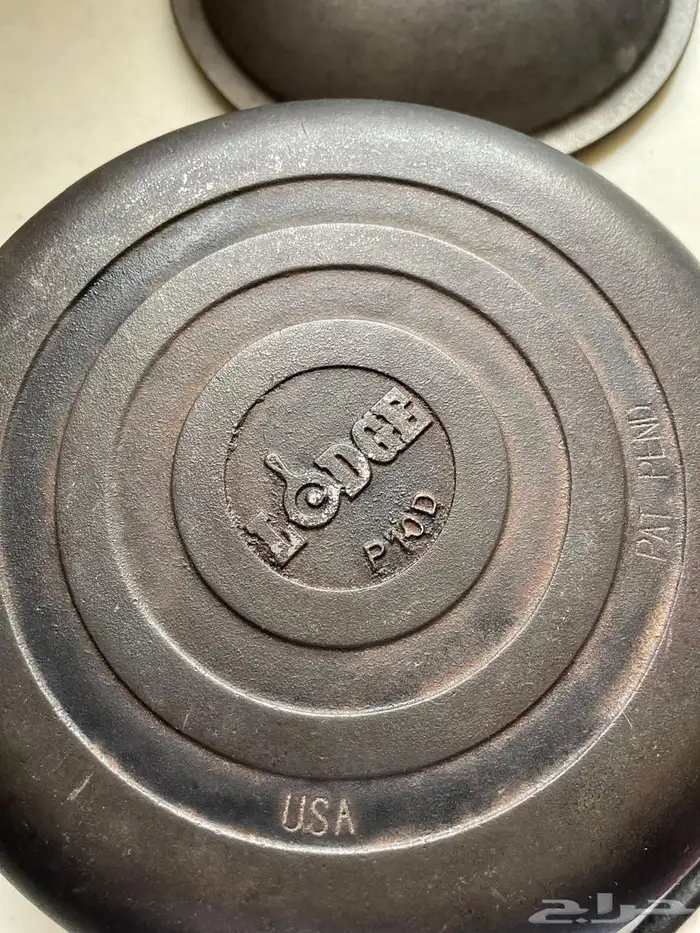 LODGE
P10D
PAT. PEND
USA
حراج